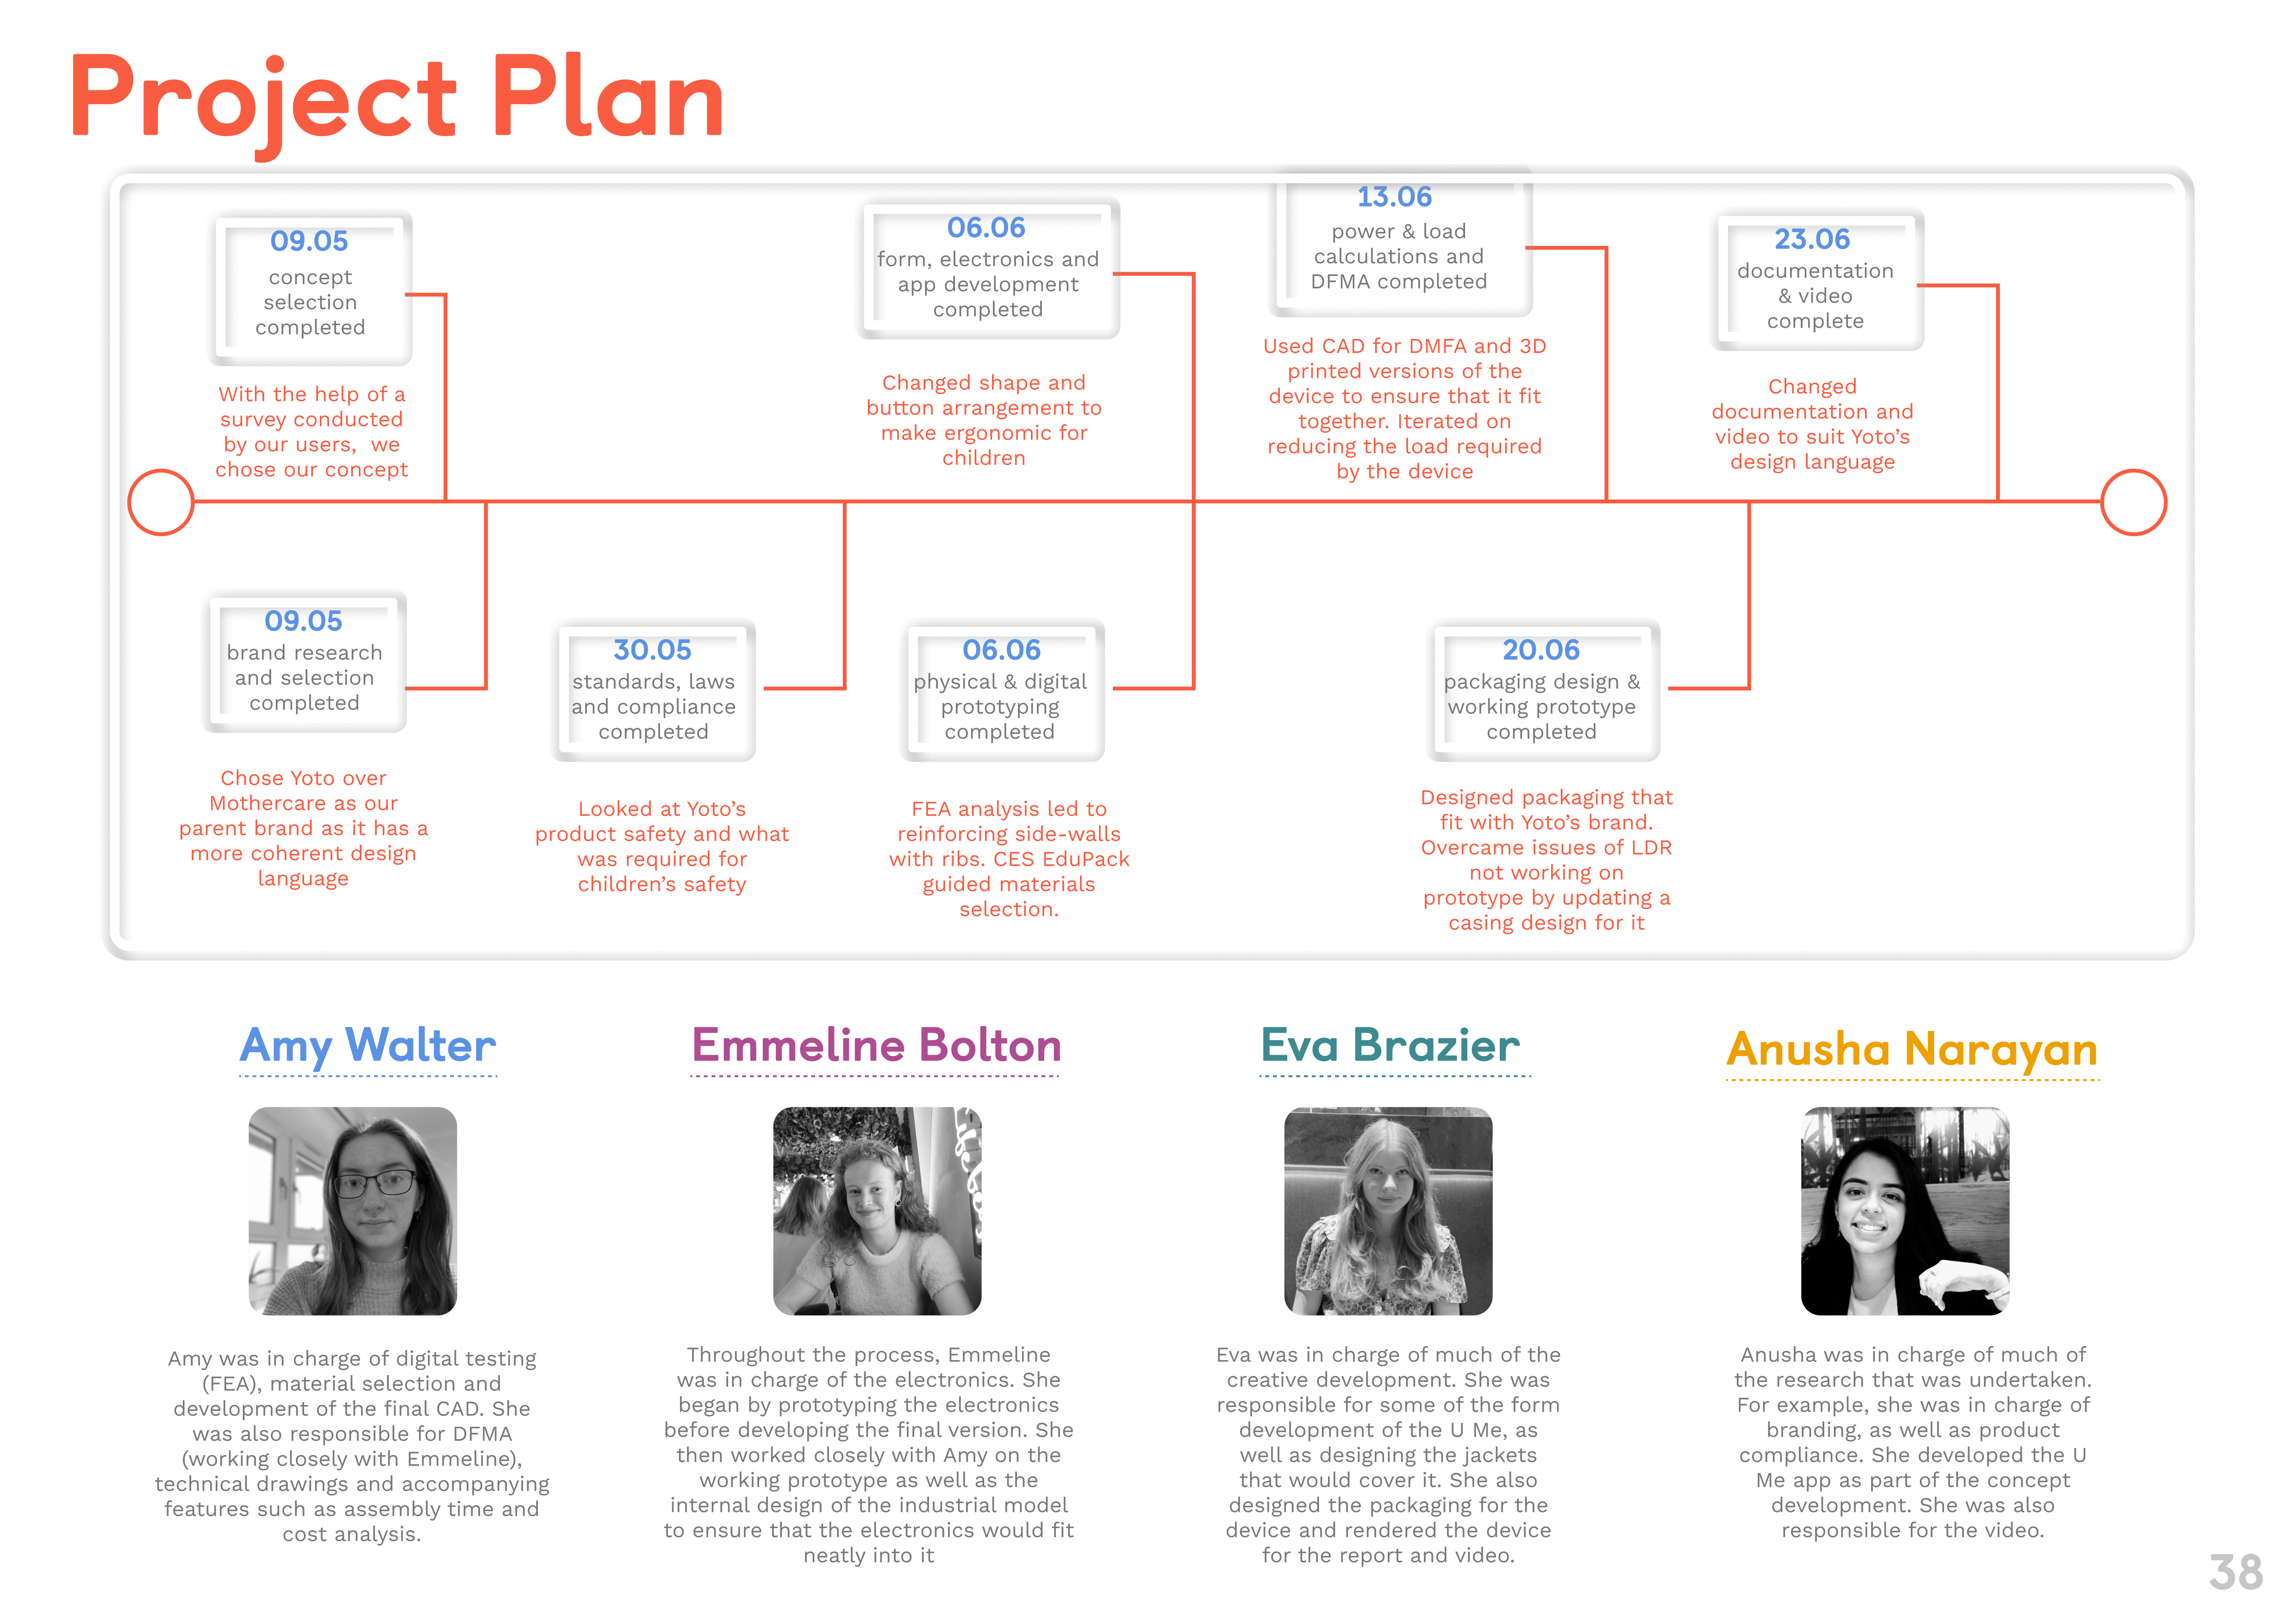 Project Plan
09.05
concept
selection
completed
With the help of a
survey conducted
by our users, we
chose our concept
06.06
form, electronics and
app development
completed
Changed shape and
button arrangement to
make ergonomic for
children
13.06
power & load
calculations and
DFMA completed
Used CAD for DMFA and 3D
printed versions of the
device to ensure that it fit
together. Iterated on
reducing the load required
by the device
23.06
documentation
& video
complete
Changed
documentation and
video to suit Yoto's
design language
09.05
brand research
and selection
completed
Chose Yoto over
Mothercare as our
parent brand as it has a
more coherent design
language
30.05
standards, laws
and compliance
completed
Looked at Yoto's
product safety and what
was required for
children's safety
06.06
physical & digital
prototyping
completed
FEA analysis led to
reinforcing side-walls
with ribs. CES EduPack
guided materials
selection.
20.06
packaging design &
working prototype
completed
Designed packaging that
fit with Yoto's brand.
Overcame issues of LDR
not working on
prototype by updating a
casing design for it
Amy Walter
Amy was in charge of digital testing
(FEA), material selection and
development of the final CAD. She
was also responsible for DFMA
(working closely with Emmeline),
technical drawings and accompanying
features such as assembly time and
cost analysis.
Emmeline Bolton
Throughout the process, Emmeline
was in charge of the electronics. She
began by prototyping the electronics
before developing the final version. She
then worked closely with Amy on the
working prototype as well as the
internal design of the industrial model
to ensure that the electronics would fit
neatly into it
Eva Brazier
Eva was in charge of much of the
creative development. She was
responsible for some of the form
development of the U Me, as
well as designing the jackets
that would cover it. She also
designed the packaging for the
device and rendered the device
for the report and video.
Anusha Narayan
Anusha was in charge of much of
the research that was undertaken.
For example, she was in charge of
branding, as well as product
compliance. She developed the U
Me app as part of the concept
development. She was also
responsible for the video.
38